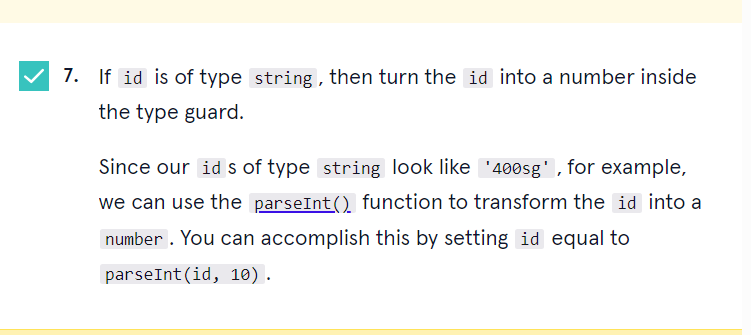 7. If id is of type string, then turn the id into a number inside
the type guard.
Since our id s of type string look like '400sg', for example,
we can use the parseInt() function to transform the id into a
number. You can accomplish this by setting id equal to
parseInt(id, 10).